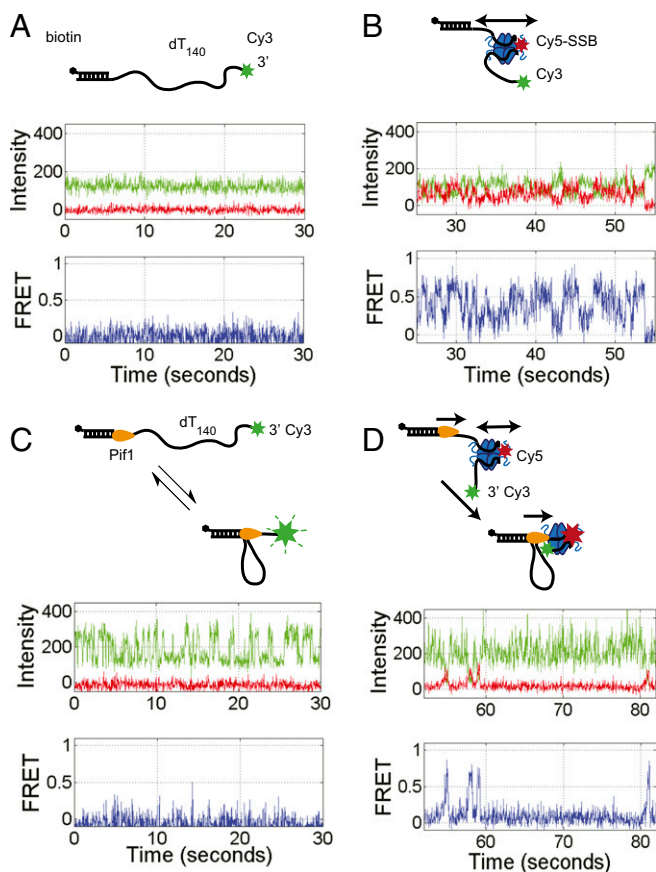 A
biotin
dT140
Cy3
3'
Intensity
400
200
0
0 10 20 30
FRET
1
0.5
0
0 10 20 30
Time (seconds)
B
Cy5-SSB
Cy3
Intensity
400
200
0
30 40 50
FRET
1
0.5
0
30 40 50
Time (seconds)
C
dT140
3' Cy3
Pif1
Intensity
400
200
0
0 10 20 30
FRET
1
0.5
0
0 10 20 30
Time (seconds)
D
Cy5
3' Cy3
Intensity
400
200
0
60 70 80
FRET
1
0.5
0
60 70 80
Time (seconds)